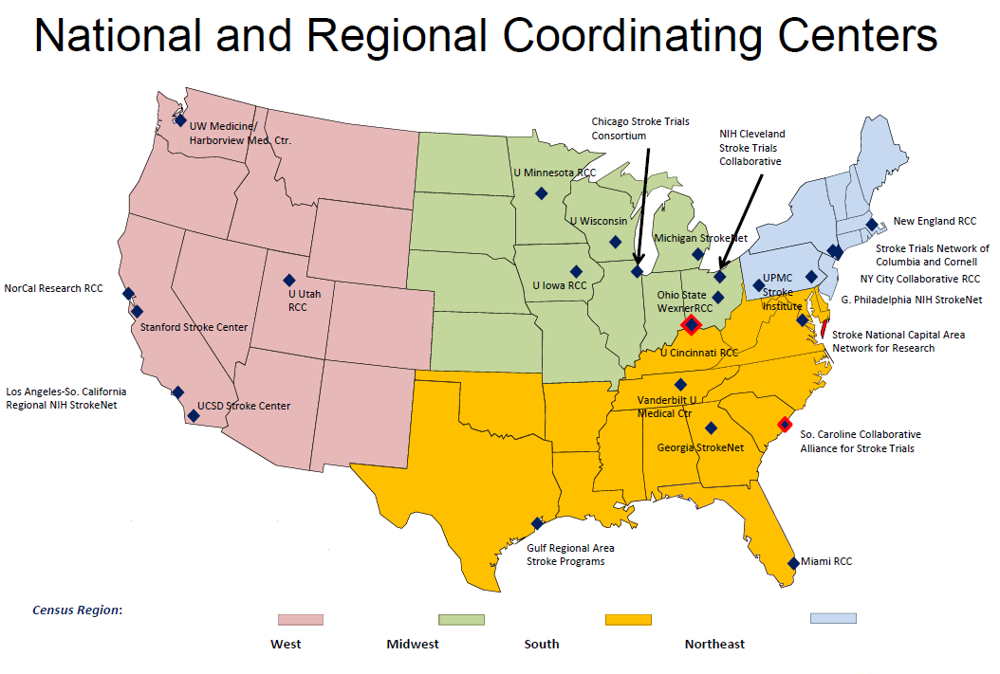 National and Regional Coordinating Centers
Chicago Stroke Trials
Consortium
NIH Cleveland
Stroke Trials
Collaborative
UW Medicine/
Harborview Med. Ctr.
U Minnesota RCC
U Wisconsin
Michigan StrokeNet
New England RCC
Stroke Trials Network of
Columbia and Cornell
NY City Collaborative RCC
G. Philadelphia NIH StrokeNet
NorCal Research RCC
Stanford Stroke Center
U Utah
RCC
U Iowa RCC
Ohio State
WexnerRCC
UPMC
Stroke
Institute
U Cincinnati RCC
Stroke National Capital Area
Network for Research
Los Angeles-So. California
Regional NIH StrokeNet
UCSD Stroke Center
Vanderbilt U
Medical Ctr
Georgia StrokeNet
So. Caroline Collaborative
Alliance for Stroke Trials
Gulf Regional Area
Stroke Programs
Miami RCC
Census Region:
West Midwest South Northeast